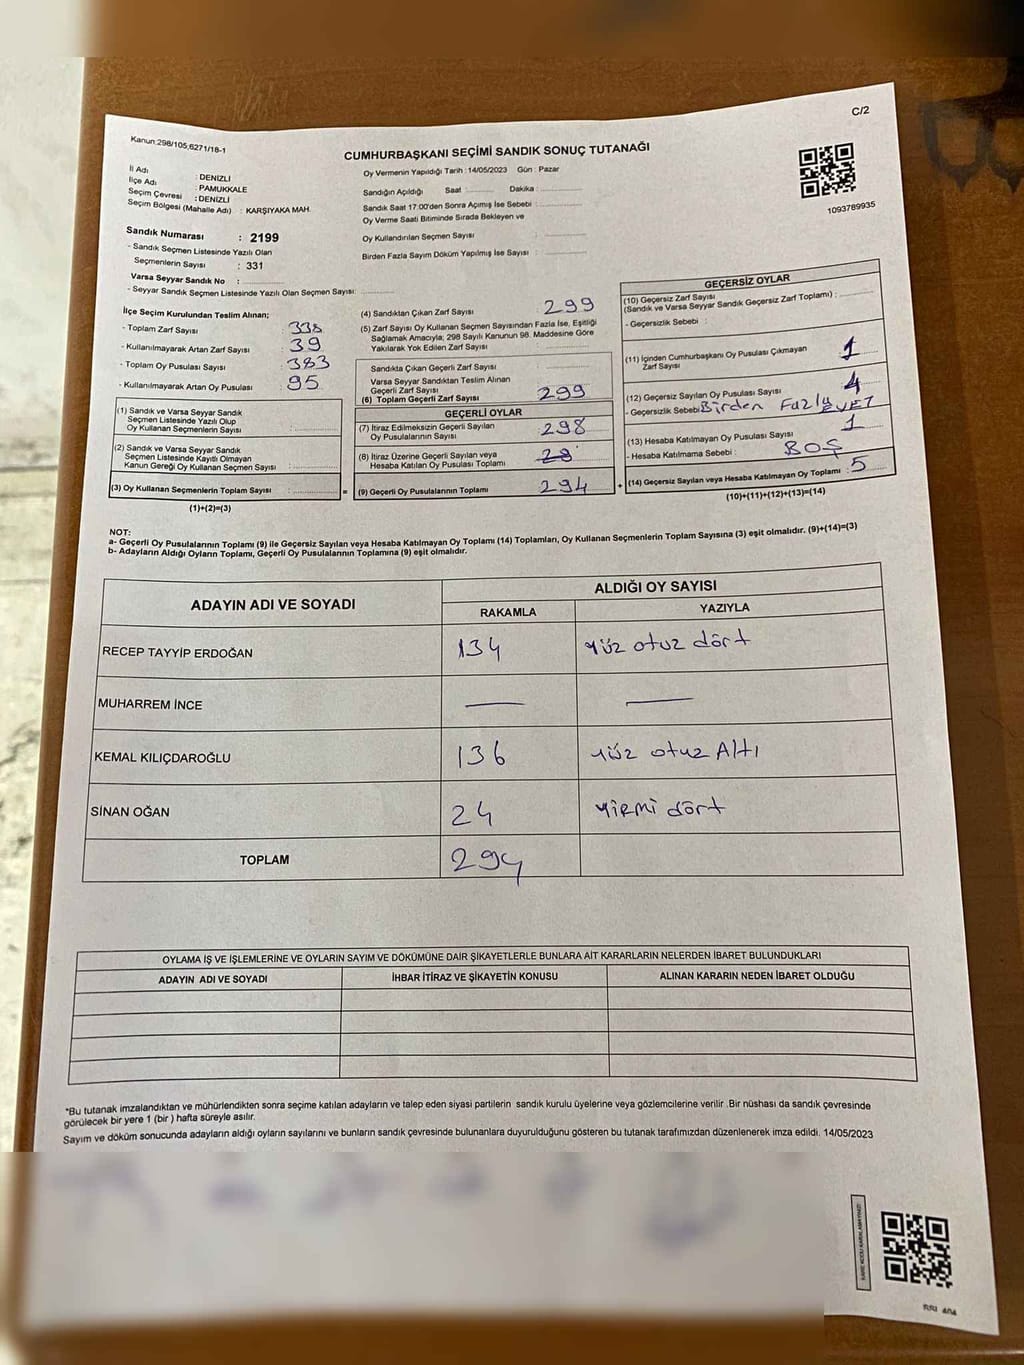 C/2
Kanun:298/105,6271/18-1
CUMHURBAŞKANI SEÇİMİ SANDIK SONUÇ TUTANAĞI
1093789935
İl Adı : DENİZLİ
İlçe Adı : PAMUKKALE
Seçim Çevresi : DENİZLİ
Seçim Bölgesi (Mahalle Adı) : KARŞIYAKA MAH.
Oy Vermenin Yapıldığı Tarih : 14/05/2023 Gün : Pazar
Sandığın Açıldığı Saat : Dakika :
Sandık Saat 17:00'den Sonra Açılmış İse Sebebi :
Oy Verme Saati Bitiminde Sırada Bekleyen ve
Oy Kullandırılan Seçmen Sayısı :
Birden Fazla Sayım Döküm Yapılmış İse Sayısı :
Sandık Numarası : 2199
- Sandık Seçmen Listesinde Yazılı Olan
Seçmenlerin Sayısı : 331
Varsa Seyyar Sandık No :
- Seyyar Sandık Seçmen Listesinde Yazılı Olan Seçmen Sayısı:
İlçe Seçim Kurulundan Teslim Alınan;
- Toplam Zarf Sayısı : 338
- Kullanılmayarak Artan Zarf Sayısı : 39
- Toplam Oy Pusulası Sayısı : 383
- Kullanılmayarak Artan Oy Pusulası : 95
(1) Sandık ve Varsa Seyyar Sandık
Seçmen Listesinde Yazılı Olup
Oy Kullanan Seçmenlerin Sayısı :
(2) Sandık ve Varsa Seyyar Sandık
Seçmen Listesinde Kayıtlı Olmayan
Kanun Gereği Oy Kullanan Seçmen Sayısı :
(3) Oy Kullanan Seçmenlerin Toplam Sayısı :
(1)+(2)=(3)
(4) Sandıktan Çıkan Zarf Sayısı : 299
(5) Zarf Sayısı Oy Kullanan Seçmen Sayısından Fazla İse, Eşitliği
Sağlamak Amacıyla; 298 Sayılı Kanunun 98. Maddesine Göre
Yakılarak Yok Edilen Zarf Sayısı :
Sandıkta Çıkan Geçerli Zarf Sayısı :
Varsa Seyyar Sandıktan Teslim Alınan
Geçerli Zarf Sayısı :
(6) Toplam Geçerli Zarf Sayısı : 299
GEÇERLİ OYLAR
(7) İtiraz Edilmeksizin Geçerli Sayılan
Oy Pusulalarının Sayısı : 298
(8) İtiraz Üzerine Geçerli Sayılan veya
Hesaba Katılan Oy Pusulası Toplamı : 28
= (9) Geçerli Oy Pusulalarının Toplamı : 294
GEÇERSİZ OYLAR
(10) Geçersiz Zarf Sayısı
(Sandık ve Varsa Seyyar Sandık Geçersiz Zarf Toplamı) :
- Geçersizlik Sebebi :
(11) İçinden Cumhurbaşkanı Oy Pusulası Çıkmayan
Zarf Sayısı : 1
(12) Geçersiz Sayılan Oy Pusulası Sayısı : 4
- Geçersizlik Sebebi: Birden Fazla EVET
(13) Hesaba Katılmayan Oy Pusulası Sayısı : 1
- Hesaba Katılmama Sebebi : BOŞ
+ (14) Geçersiz Sayılan veya Hesaba Katılmayan Oy Toplamı : 5
(10)+(11)+(12)+(13)=(14)
NOT:
a- Geçerli Oy Pusulalarının Toplamı (9) ile Geçersiz Sayılan veya Hesaba Katılmayan Oy Toplamı (14) Toplamları, Oy Kullanan Seçmenlerin Toplam Sayısına (3) eşit olmalıdır. (9)+(14)=(3)
b- Adayların Aldığı Oyların Toplamı, Geçerli Oy Pusulalarının Toplamına (9) eşit olmalıdır.
ADAYIN ADI VE SOYADI
ALDIĞI OY SAYISI
RAKAMLA YAZIYLA
RECEP TAYYİP ERDOĞAN 134 yüz otuz dört
MUHARREM İNCE — —
KEMAL KILIÇDAROĞLU 136 yüz otuz Altı
SİNAN OĞAN 24 yirmi dört
TOPLAM 294
OYLAMA İŞ VE İŞLEMLERİNE VE OYLARIN SAYIM VE DÖKÜMÜNE DAİR ŞİKAYETLERLE BUNLARA AİT KARARLARIN NELERDEN İBARET BULUNDUKLARI
ADAYIN ADI VE SOYADI İHBAR İTİRAZ VE ŞİKAYETİN KONUSU ALINAN KARARIN NEDEN İBARET OLDUĞU
*Bu tutanak imzalandıktan ve mühürlendikten sonra seçime katılan adayların ve talep eden siyasi partilerin sandık kurulu üyelerine veya gözlemcilerine verilir .Bir nüshası da sandık çevresinde
görülecek bir yere 1 (bir ) hafta süreyle asılır.
Sayım ve döküm sonucunda adayların aldığı oyların sayılarını ve bunların sandık çevresinde bulunanlara duyurulduğunu gösteren bu tutanak tarafımızdan düzenlenerek imza edildi. 14/05/2023